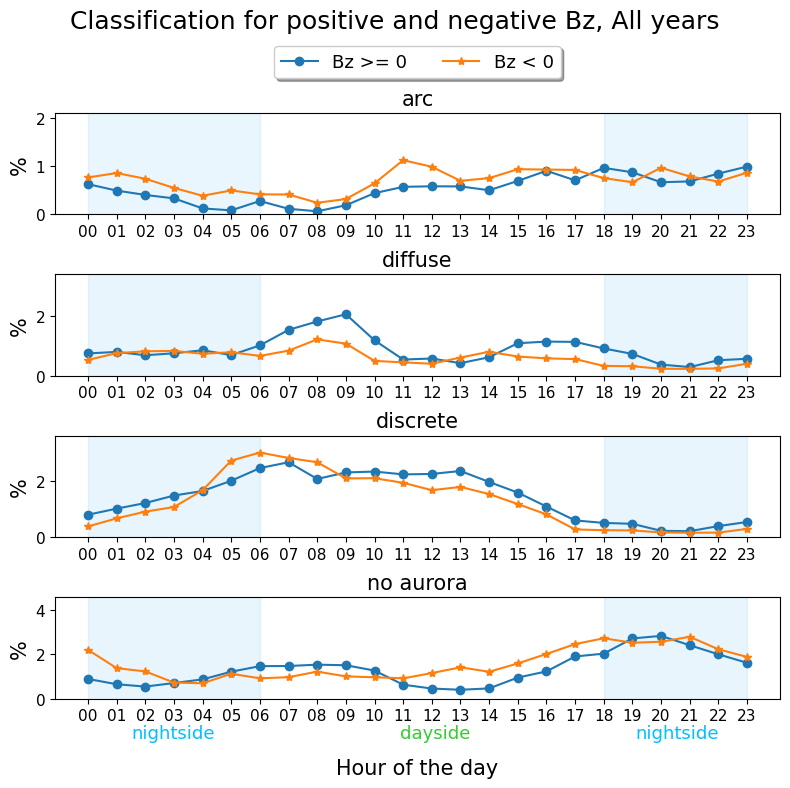 Classification for positive and negative Bz, All years
Bz >= 0 Bz < 0
arc
2
1
0
%
00 01 02 03 04 05 06 07 08 09 10 11 12 13 14 15 16 17 18 19 20 21 22 23
diffuse
2
0
%
00 01 02 03 04 05 06 07 08 09 10 11 12 13 14 15 16 17 18 19 20 21 22 23
discrete
2
0
%
00 01 02 03 04 05 06 07 08 09 10 11 12 13 14 15 16 17 18 19 20 21 22 23
no aurora
4
2
0
%
00 01 02 03 04 05 06 07 08 09 10 11 12 13 14 15 16 17 18 19 20 21 22 23
nightside dayside nightside
Hour of the day